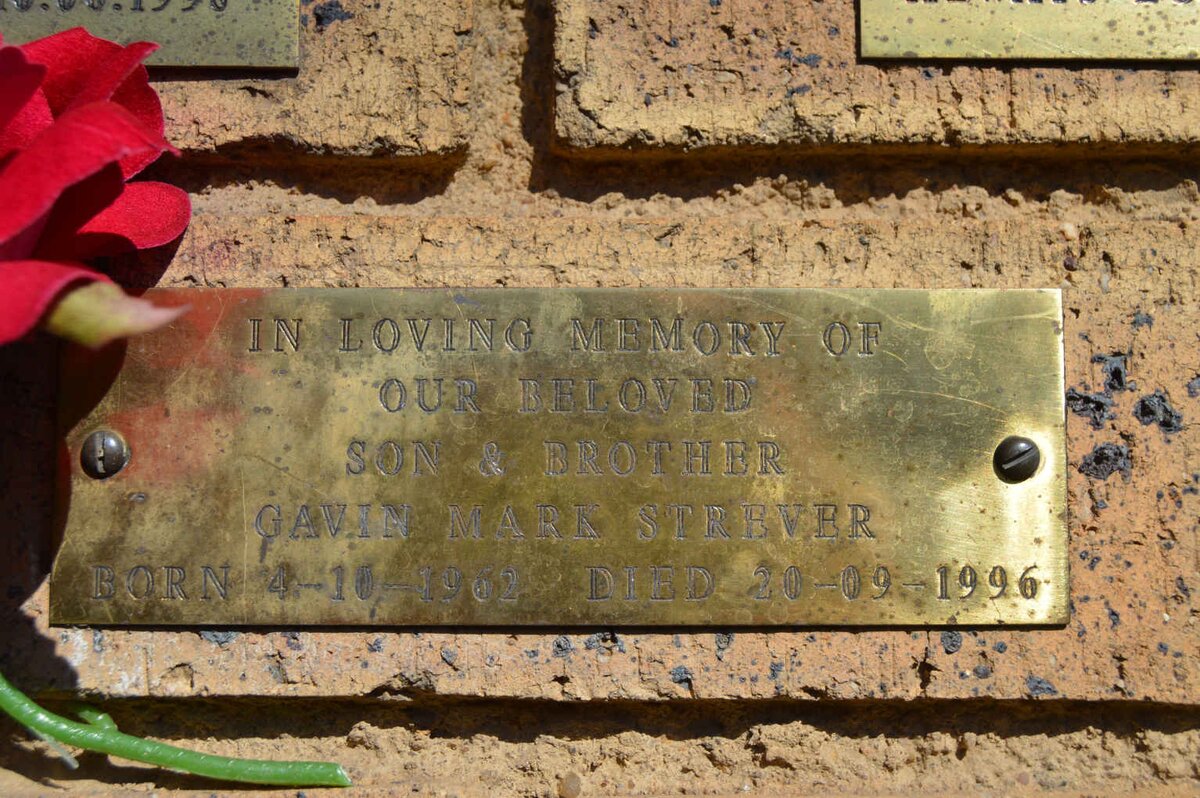 IN LOVING MEMORY OF
OUR BELOVED
SON & BROTHER
GAVIN MARK STREVER
BORN 4-10-1962 DIED 20-09-1996